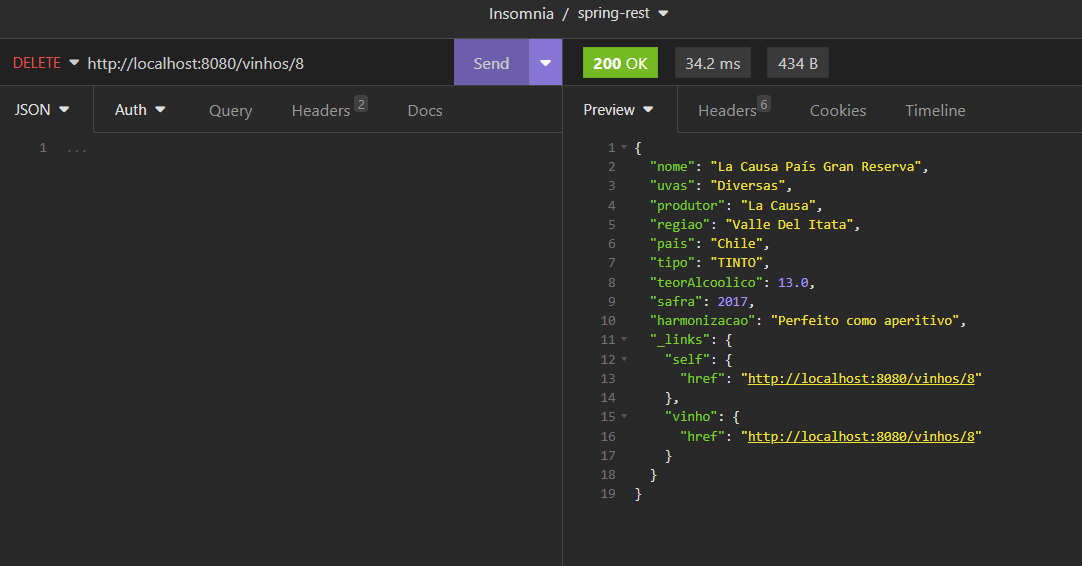 Insomnia / spring-rest
DELETE http://localhost:8080/vinhos/8 Send 200 OK 34.2 ms 434 B
JSON Auth Query Headers 2 Docs Preview Headers 6 Cookies Timeline
1 ...
1 {
2 "nome": "La Causa País Gran Reserva",
3 "uvas": "Diversas",
4 "produtor": "La Causa",
5 "regiao": "Valle Del Itata",
6 "pais": "Chile",
7 "tipo": "TINTO",
8 "teorAlcoolico": 13.0,
9 "safra": 2017,
10 "harmonizacao": "Perfeito como aperitivo",
11 "_links": {
12 "self": {
13 "href": "http://localhost:8080/vinhos/8"
14 },
15 "vinho": {
16 "href": "http://localhost:8080/vinhos/8"
17 }
18 }
19 }